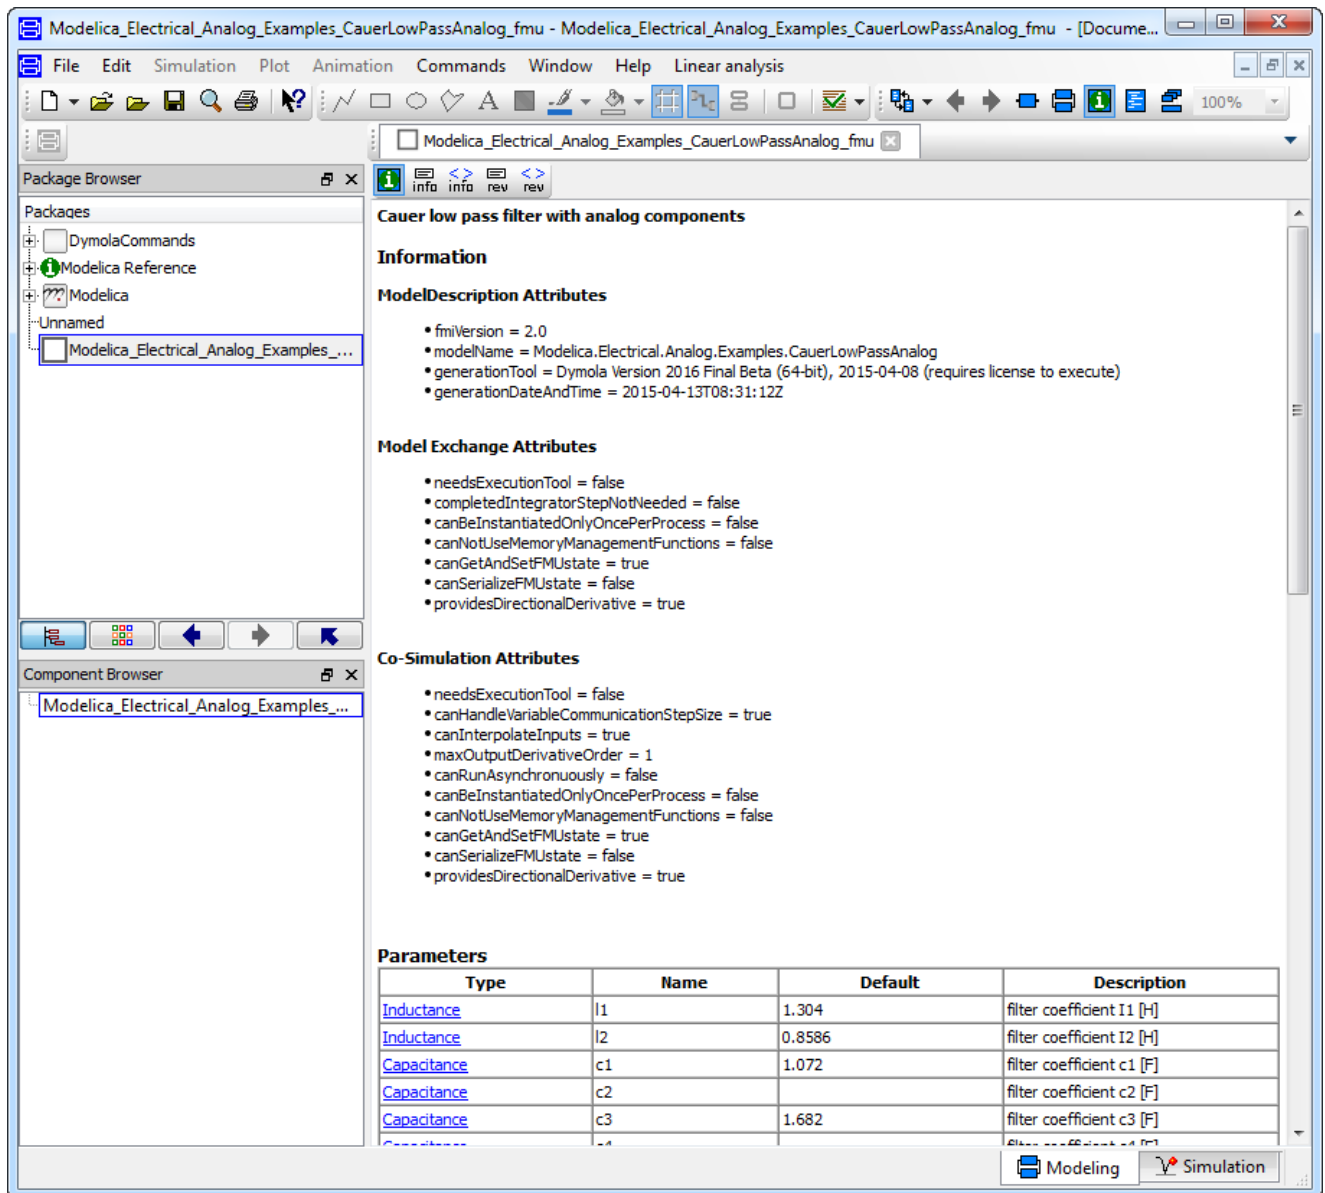 Modelica_Electrical_Analog_Examples_CauerLowPassAnalog_fmu - Modelica_Electrical_Analog_Examples_CauerLowPassAnalog_fmu - [Docume...
File Edit Simulation Plot Animation Commands Window Help Linear analysis
A 100%
Modelica_Electrical_Analog_Examples_CauerLowPassAnalog_fmu
Package Browser
info info rev rev
Packages
DymolaCommands
Modelica Reference
Modelica
Unnamed
Modelica_Electrical_Analog_Examples_...
Component Browser
Modelica_Electrical_Analog_Examples_...
Cauer low pass filter with analog components
Information
ModelDescription Attributes
• fmiVersion = 2.0
• modelName = Modelica.Electrical.Analog.Examples.CauerLowPassAnalog
• generationTool = Dymola Version 2016 Final Beta (64-bit), 2015-04-08 (requires license to execute)
• generationDateAndTime = 2015-04-13T08:31:12Z
Model Exchange Attributes
• needsExecutionTool = false
• completedIntegratorStepNotNeeded = false
• canBeInstantiatedOnlyOncePerProcess = false
• canNotUseMemoryManagementFunctions = false
• canGetAndSetFMUstate = true
• canSerializeFMUstate = false
• providesDirectionalDerivative = true
Co-Simulation Attributes
• needsExecutionTool = false
• canHandleVariableCommunicationStepSize = true
• canInterpolateInputs = true
• maxOutputDerivativeOrder = 1
• canRunAsynchronuously = false
• canBeInstantiatedOnlyOncePerProcess = false
• canNotUseMemoryManagementFunctions = false
• canGetAndSetFMUstate = true
• canSerializeFMUstate = false
• providesDirectionalDerivative = true
Parameters
Type Name Default Description
Inductance l1 1.304 filter coefficient I1 [H]
Inductance l2 0.8586 filter coefficient I2 [H]
Capacitance c1 1.072 filter coefficient c1 [F]
Capacitance c2 filter coefficient c2 [F]
Capacitance c3 1.682 filter coefficient c3 [F]
Modeling Simulation